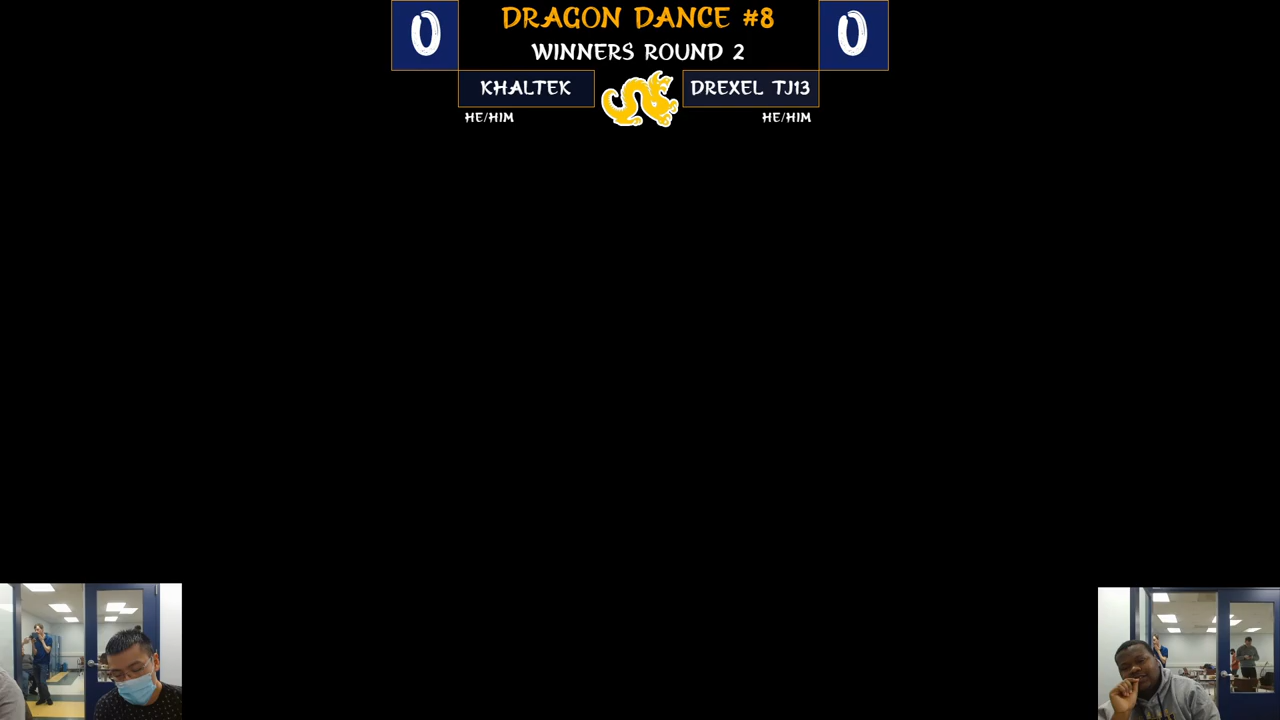 0
DRAGON DANCE #8
0
WINNERS ROUND 2
KHALTEK
DREXEL TJ13
HE/HIM
HE/HIM